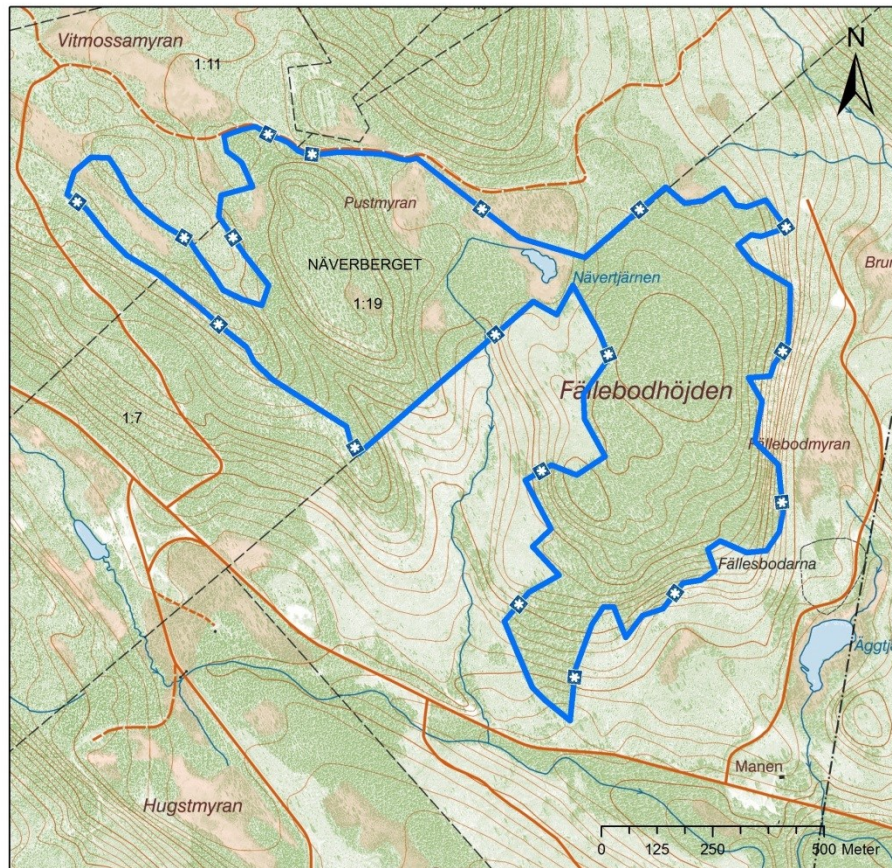 Vitmossamyran
1:11
N
Pustmyran
NÄVERBERGET
Nävertjärnen
1:19
Fällebodhöjden
1:7
Fällebodmyran
Fällesbodarna
Manen
Hugstmyran
0 125 250 500 Meter